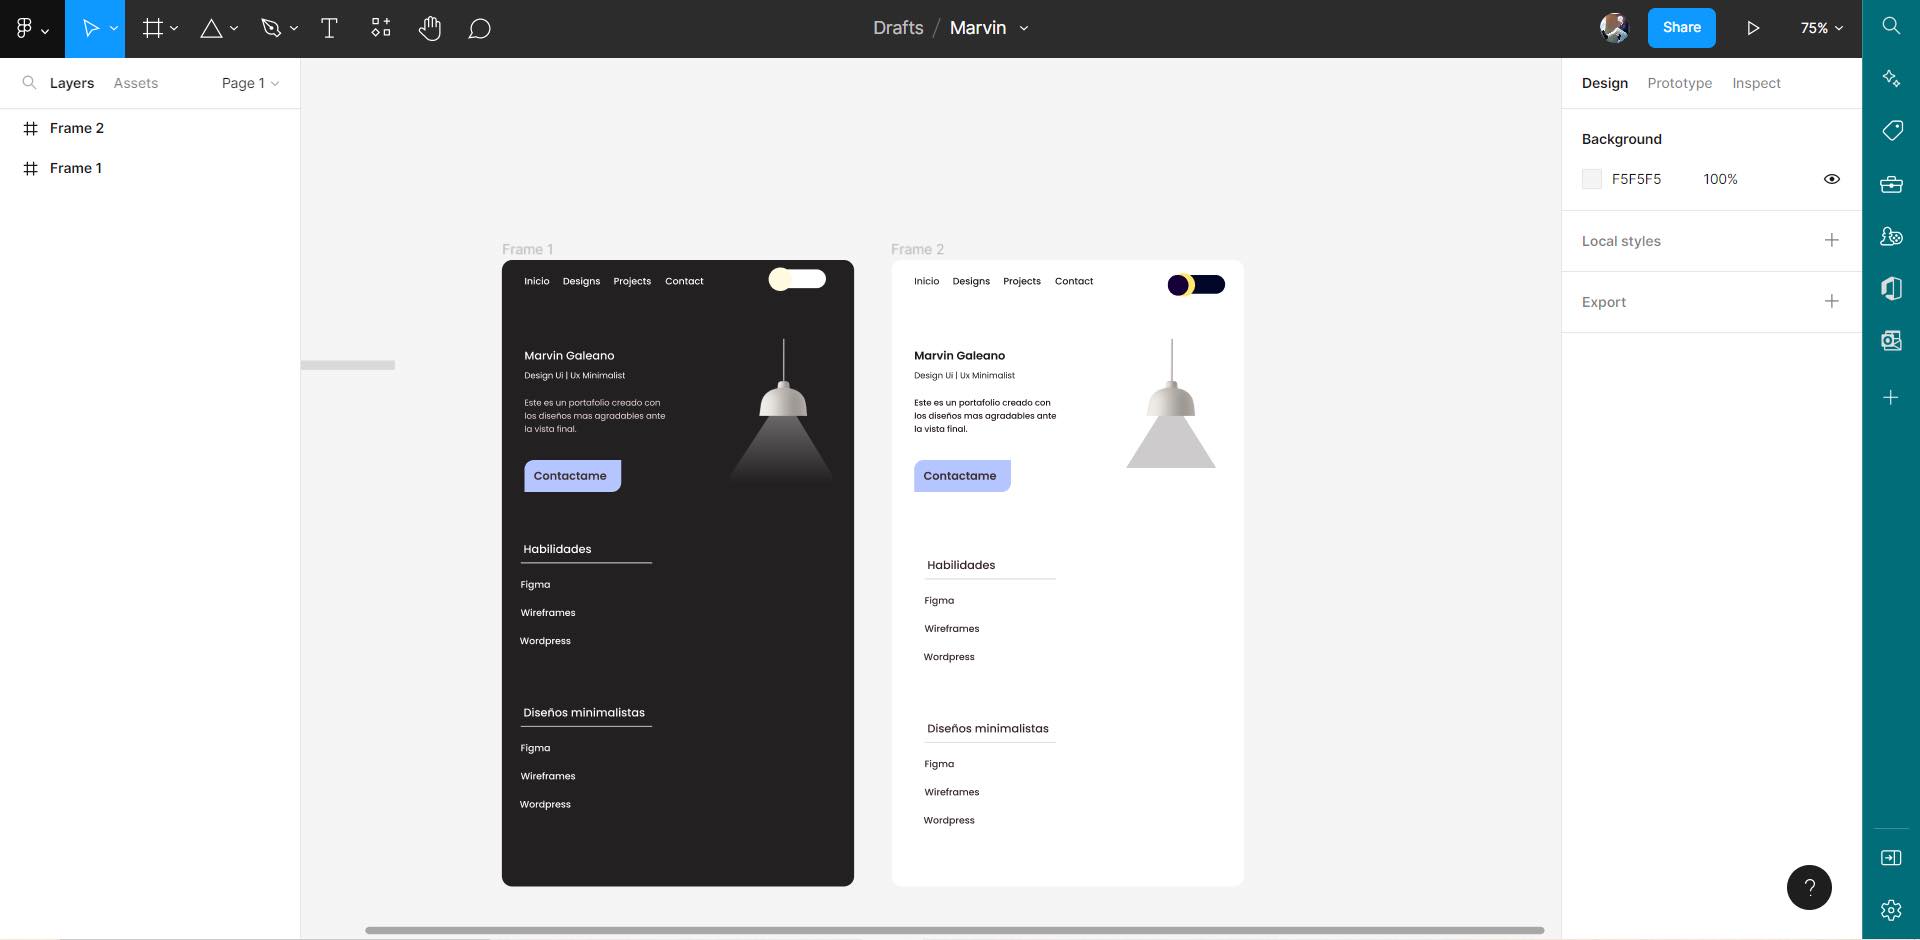 Drafts / Marvin
Share
75%
Layers
Assets
Page 1
Frame 2
Frame 1
Frame 1
Inicio
Designs
Projects
Contact
Marvin Galeano
Design Ui | Ux Minimalist
Este es un portafolio creado con
los diseños mas agradables ante
la vista final.
Contactame
Habilidades
Figma
Wireframes
Wordpress
Diseños minimalistas
Figma
Wireframes
Wordpress
Frame 2
Inicio
Designs
Projects
Contact
Marvin Galeano
Design Ui | Ux Minimalist
Este es un portafolio creado con
los diseños mas agradables ante
la vista final.
Contactame
Habilidades
Figma
Wireframes
Wordpress
Diseños minimalistas
Figma
Wireframes
Wordpress
Design
Prototype
Inspect
Background
F5F5F5
100%
Local styles
Export
?